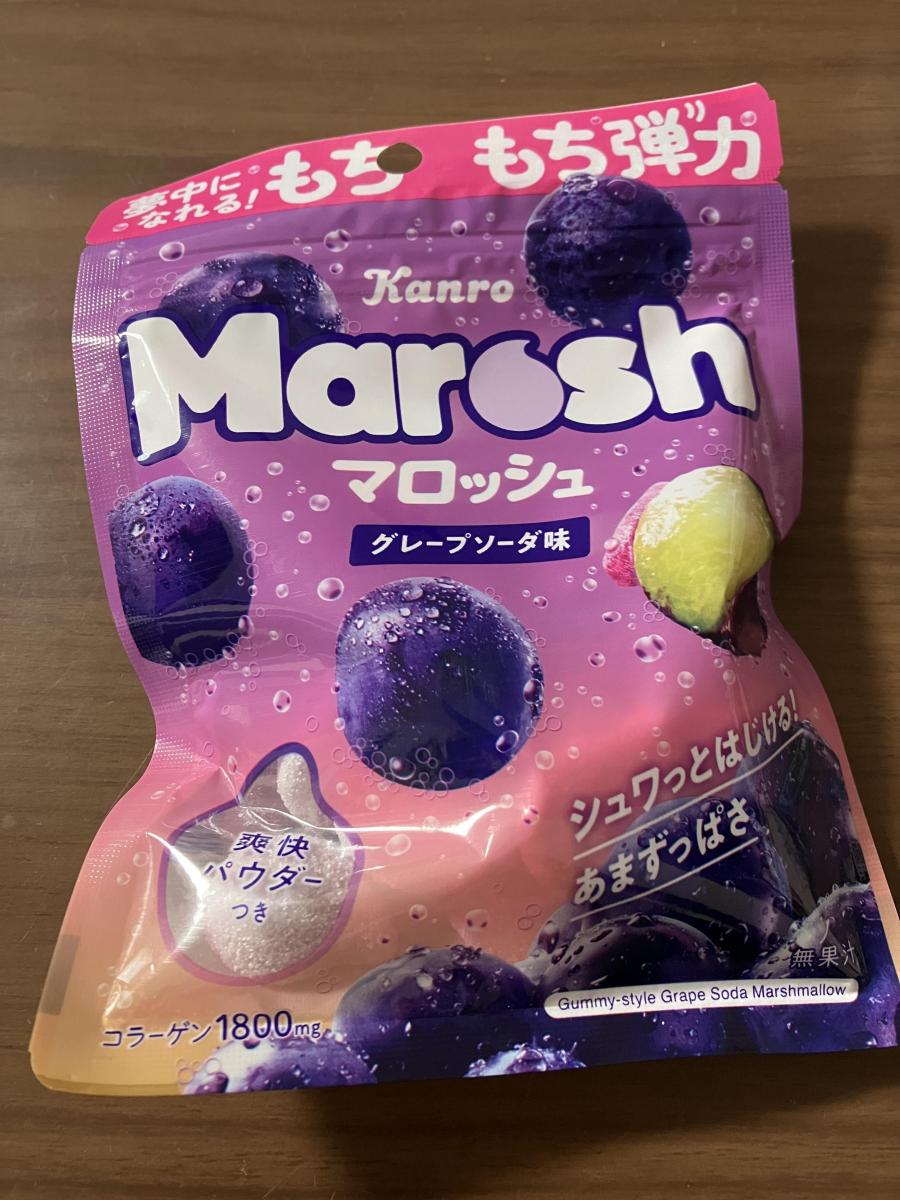 夢中に
なれる!
もちもち弾力
Kanro
Marosh
マロッシュ
グレープソーダ味
シュワっとはじける!
あまずっぱさ
爽快
パウダー
つき
無果汁
Gummy-style Grape Soda Marshmallow
コラーゲン1800mg